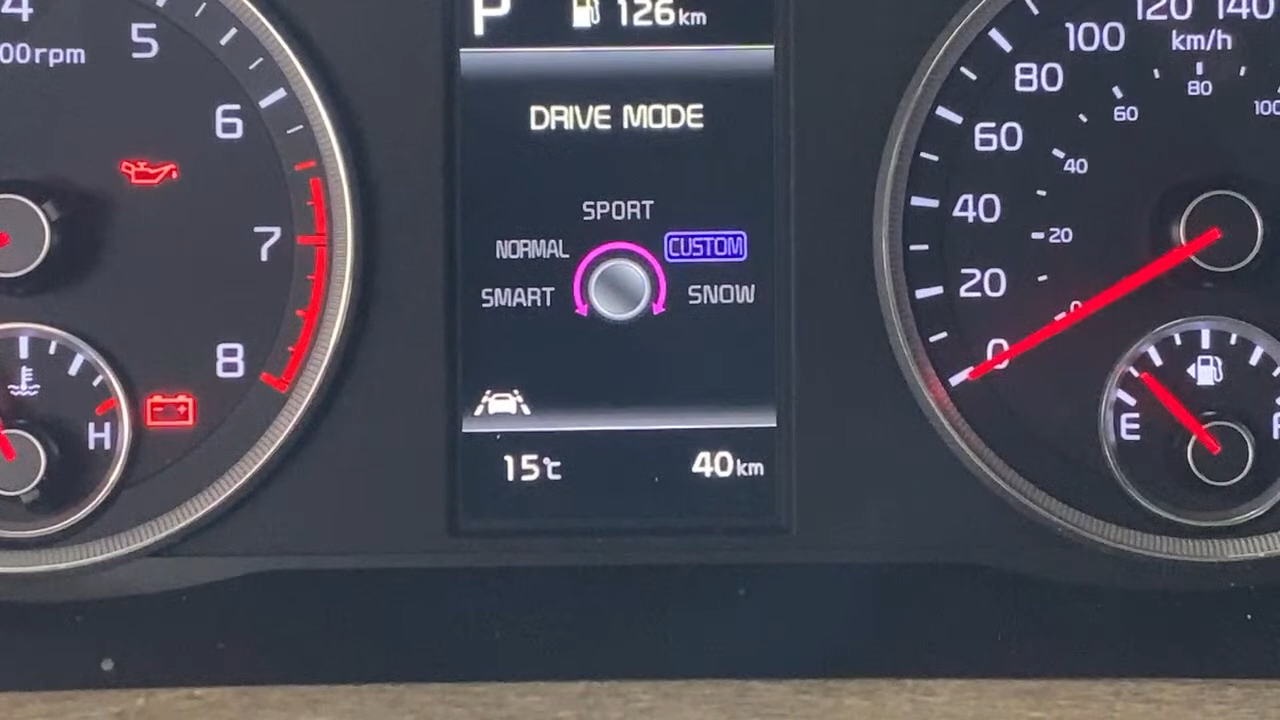 P 126km
4
5
00rpm
6
7
8
H
DRIVE MODE
SPORT
NORMAL CUSTOM
SMART SNOW
15℃ 40km
120 140
100 km/h
80
60
40
20
0
80
60 100
40
20
0
E